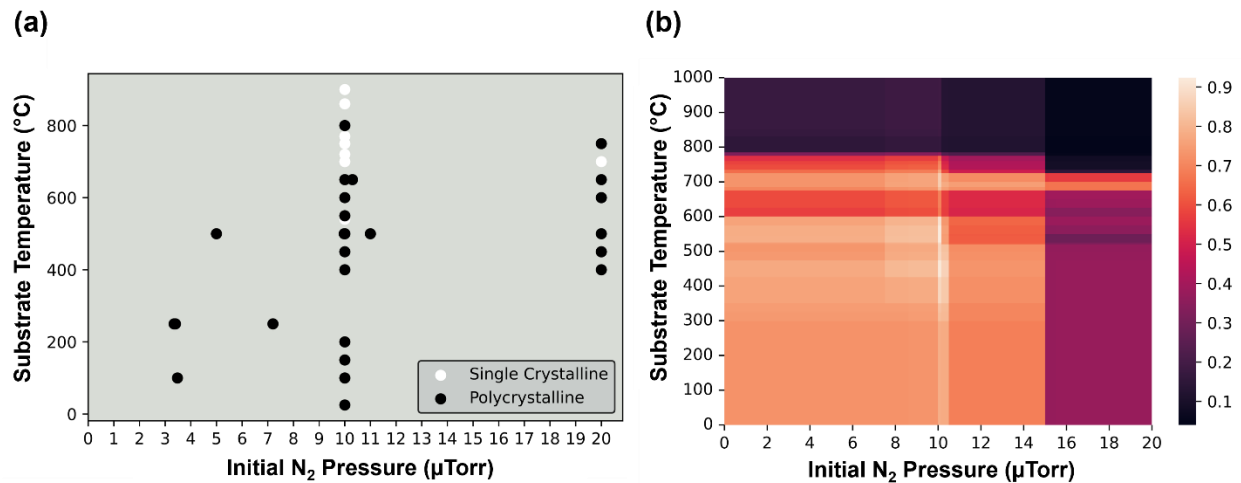 (a)
Substrate Temperature (°C)
800
600
400
200
0
0 1 2 3 4 5 6 7 8 9 10 11 12 13 14 15 16 17 18 19 20
Initial N₂ Pressure (µTorr)
Single Crystalline
Polycrystalline
(b)
Substrate Temperature (°C)
1000
900
800
700
600
500
400
300
200
100
0
0 2 4 6 8 10 12 14 16 18 20
Initial N₂ Pressure (µTorr)
0.9
0.8
0.7
0.6
0.5
0.4
0.3
0.2
0.1